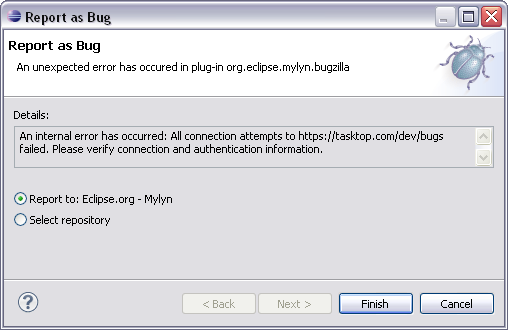 Report as Bug
Report as Bug
An unexpected error has occured in plug-in org.eclipse.mylyn.bugzilla
Details:
An internal error has occurred: All connection attempts to https://tasktop.com/dev/bugs
failed. Please verify connection and authentication information.
Report to: Eclipse.org - Mylyn
Select repository
?
< Back
Next >
Finish
Cancel